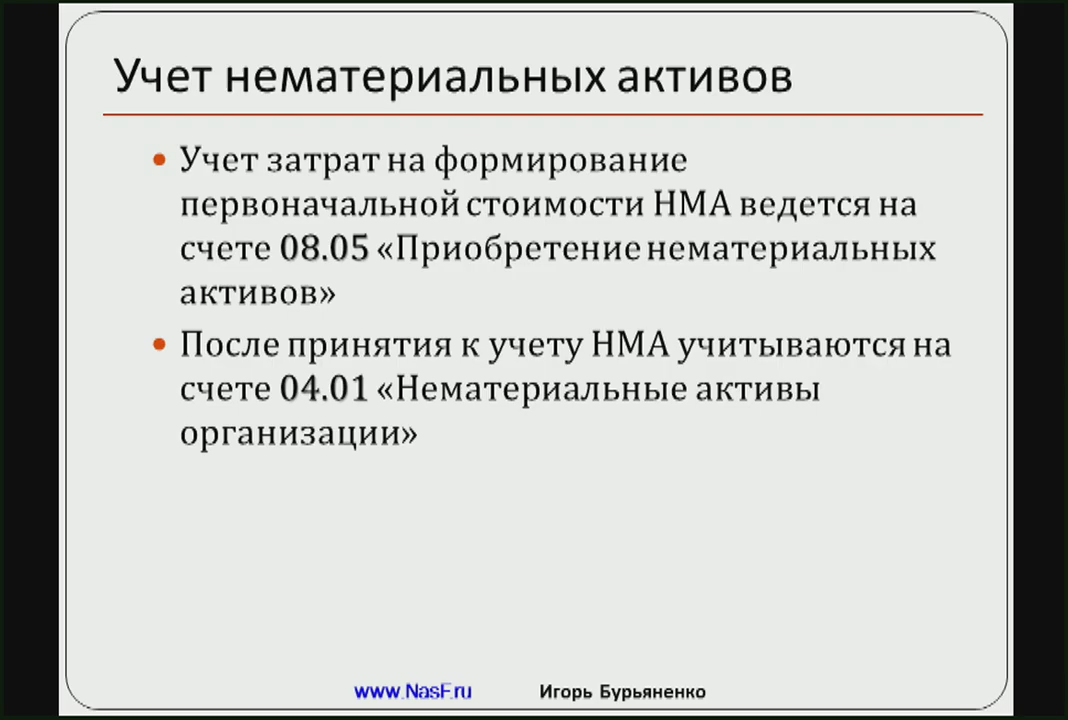 Учет нематериальных активов
• Учет затрат на формирование
первоначальной стоимости НМА ведется на
счете 08.05 «Приобретение нематериальных
активов»
• После принятия к учету НМА учитываются на
счете 04.01 «Нематериальные активы
организации»
www.NasF.ru Игорь Бурьяненко